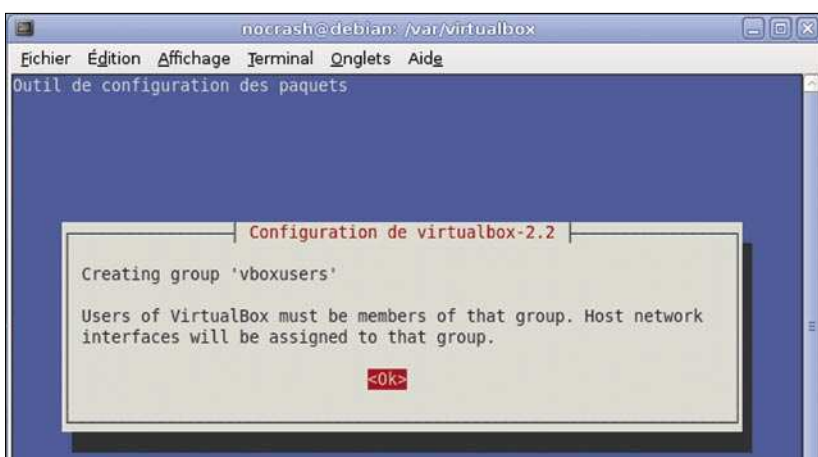 nocrash@debian: /var/virtualbox
Fichier Édition Affichage Terminal Onglets Aide
Outil de configuration des paquets
Configuration de virtualbox-2.2
Creating group 'vboxusers'
Users of VirtualBox must be members of that group. Host network
interfaces will be assigned to that group.
<Ok>